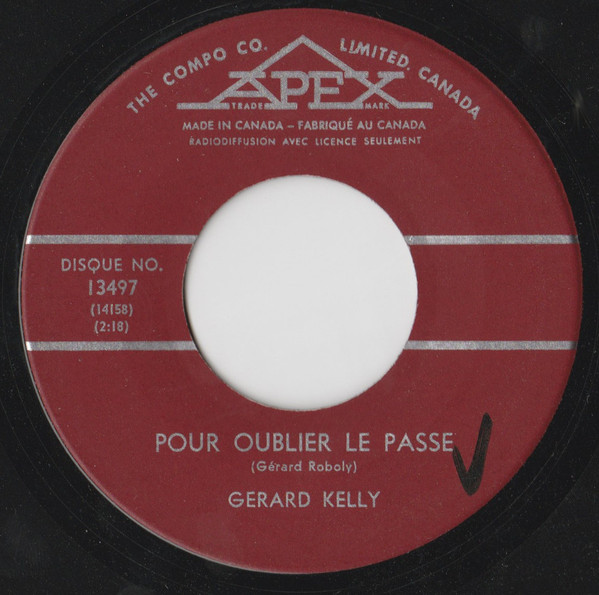 THE COMPO CO. LIMITED, CANADA
APEX
TRADE MARK
MADE IN CANADA – FABRIQUÉ AU CANADA
RADIODIFFUSION AVEC LICENCE SEULEMENT
DISQUE NO.
13497
(14158)
(2:18)
POUR OUBLIER LE PASSE
(Gérard Roboly)
GERARD KELLY